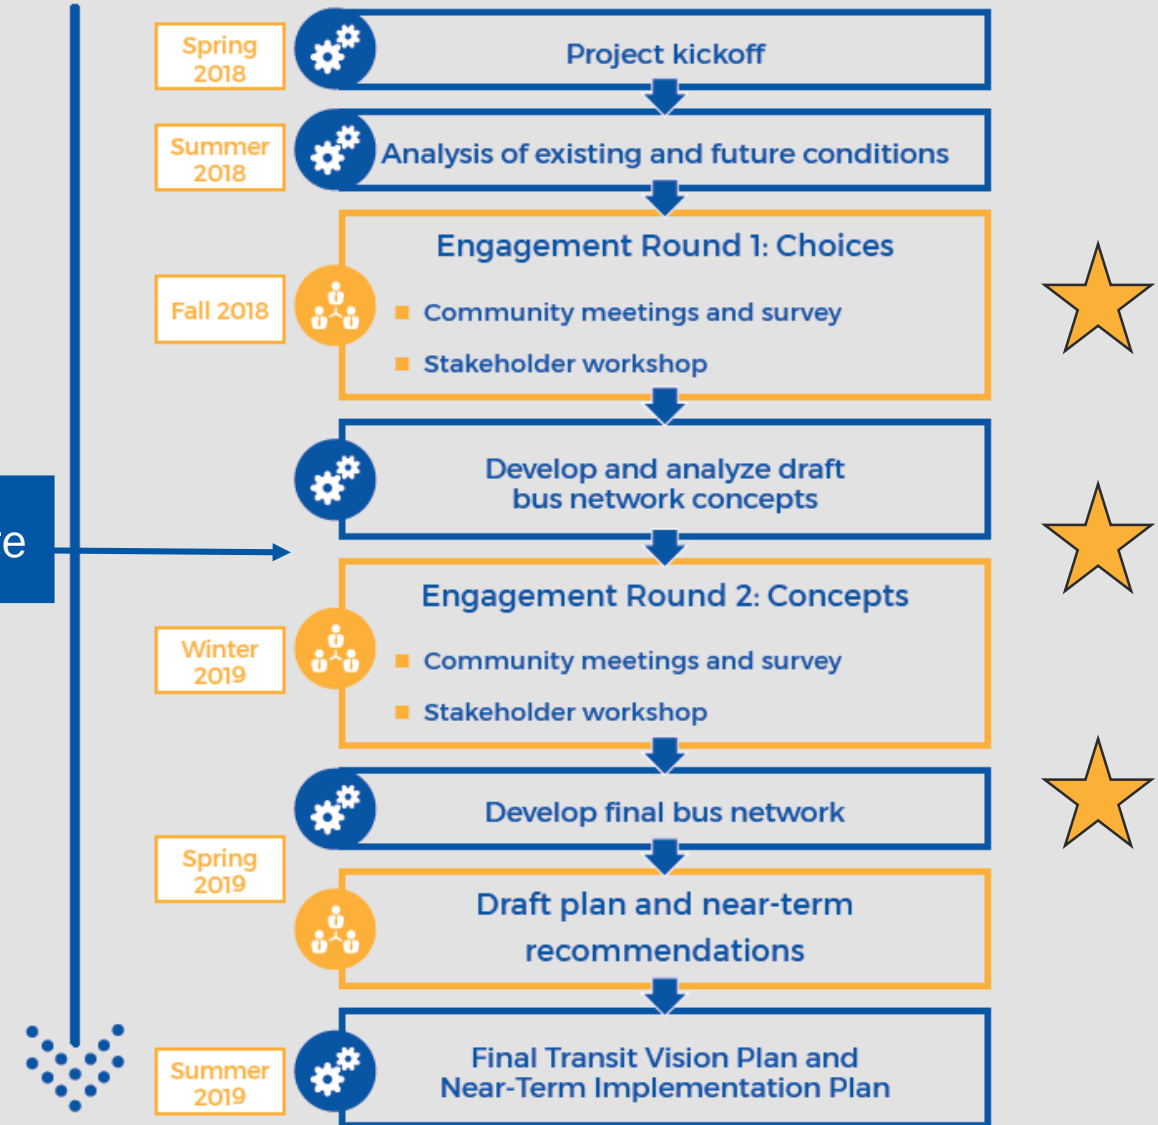 Spring
2018
Project kickoff
Summer
2018
Analysis of existing and future conditions
Engagement Round 1: Choices
Fall 2018
Community meetings and survey
Stakeholder workshop
Develop and analyze draft
bus network concepts
Engagement Round 2: Concepts
Winter
2019
Community meetings and survey
Stakeholder workshop
Develop final bus network
Spring
2019
Draft plan and near-term
recommendations
Summer
2019
Final Transit Vision Plan and
Near-Term Implementation Plan